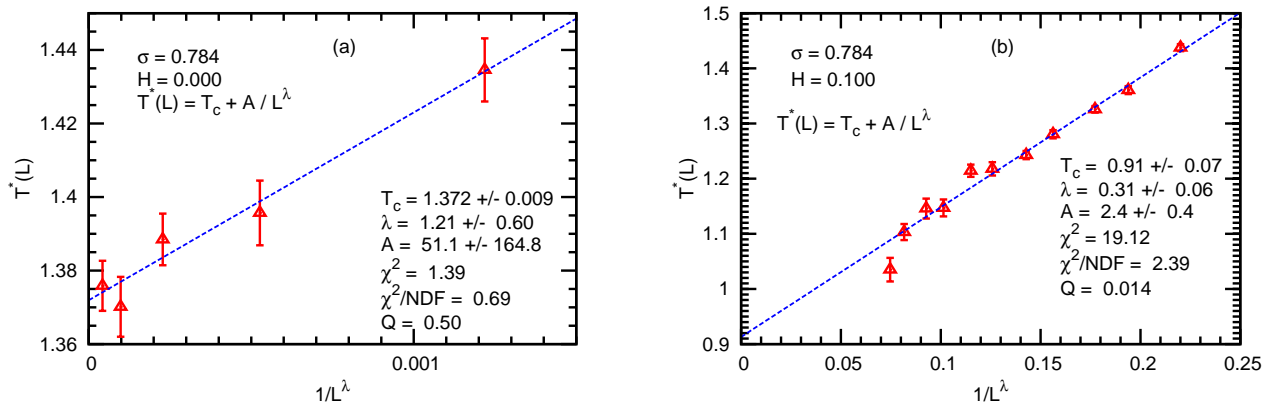 (a)
σ = 0.784
H = 0.000
T*(L) = Tc + A / L^λ
Tc = 1.372 +/- 0.009
λ = 1.21 +/- 0.60
A = 51.1 +/- 164.8
χ² = 1.39
χ²/NDF = 0.69
Q = 0.50
T*(L)
1.44
1.42
1.4
1.38
1.36
0
0.001
1/L^λ
(b)
σ = 0.784
H = 0.100
T*(L) = Tc + A / L^λ
Tc = 0.91 +/- 0.07
λ = 0.31 +/- 0.06
A = 2.4 +/- 0.4
χ² = 19.12
χ²/NDF = 2.39
Q = 0.014
T*(L)
1.5
1.4
1.3
1.2
1.1
1
0.9
0
0.05
0.1
0.15
0.2
0.25
1/L^λ